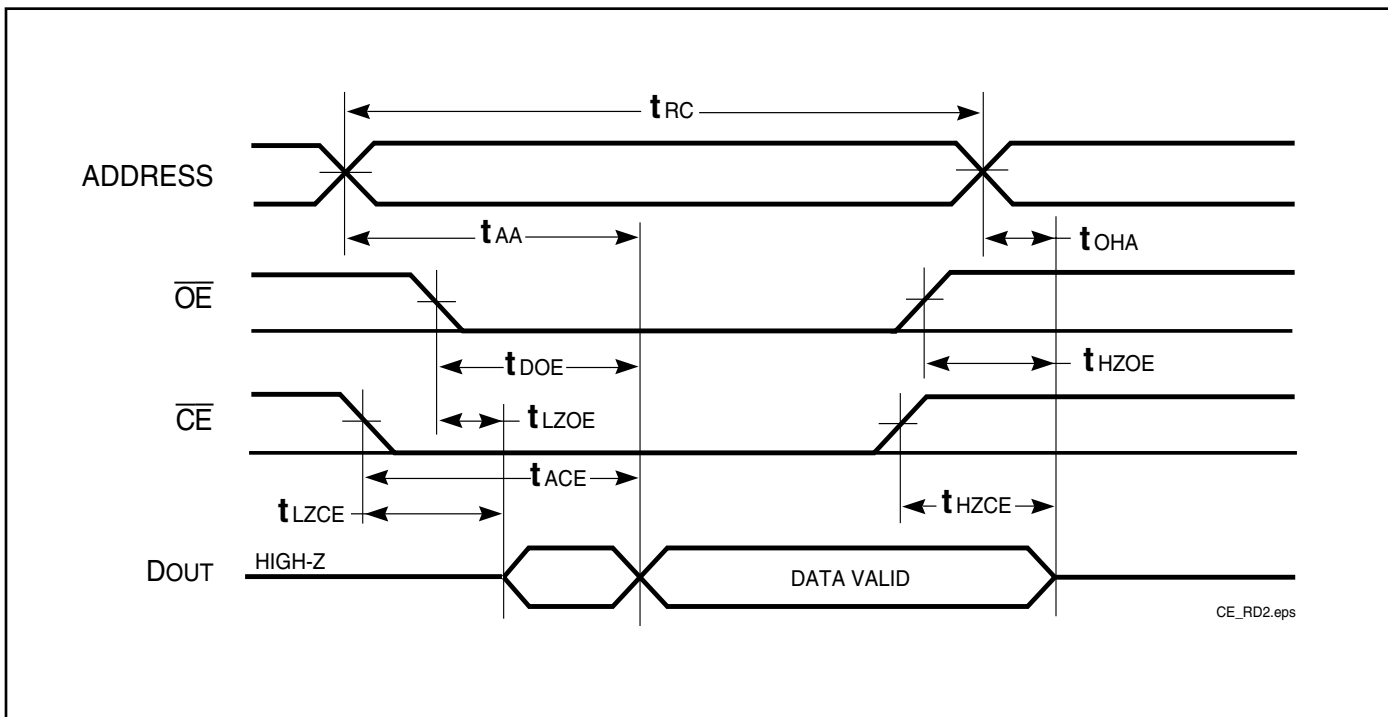 tRC
ADDRESS
tAA
tOHA
OE
tDOE
tHZOE
CE
tLZOE
tACE
tLZCE
tHZCE
DOUT
HIGH-Z
DATA VALID
CE_RD2.eps